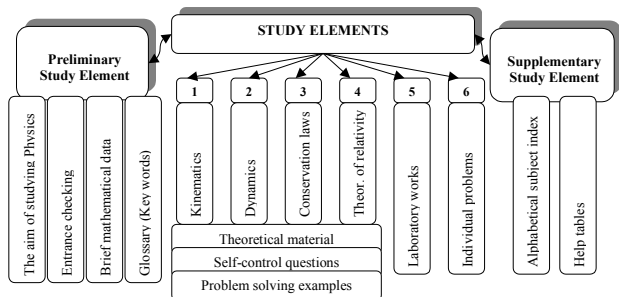 STUDY ELEMENTS
Preliminary
Study Element
Supplementary
Study Element
1
2
3
4
5
6
The aim of studying Physics
Entrance checking
Brief mathematical data
Glossary (Key words)
Kinematics
Dynamics
Conservation laws
Theor. of relativity
Laboratory works
Individual problems
Alphabetical subject index
Help tables
Theoretical material
Self-control questions
Problem solving examples